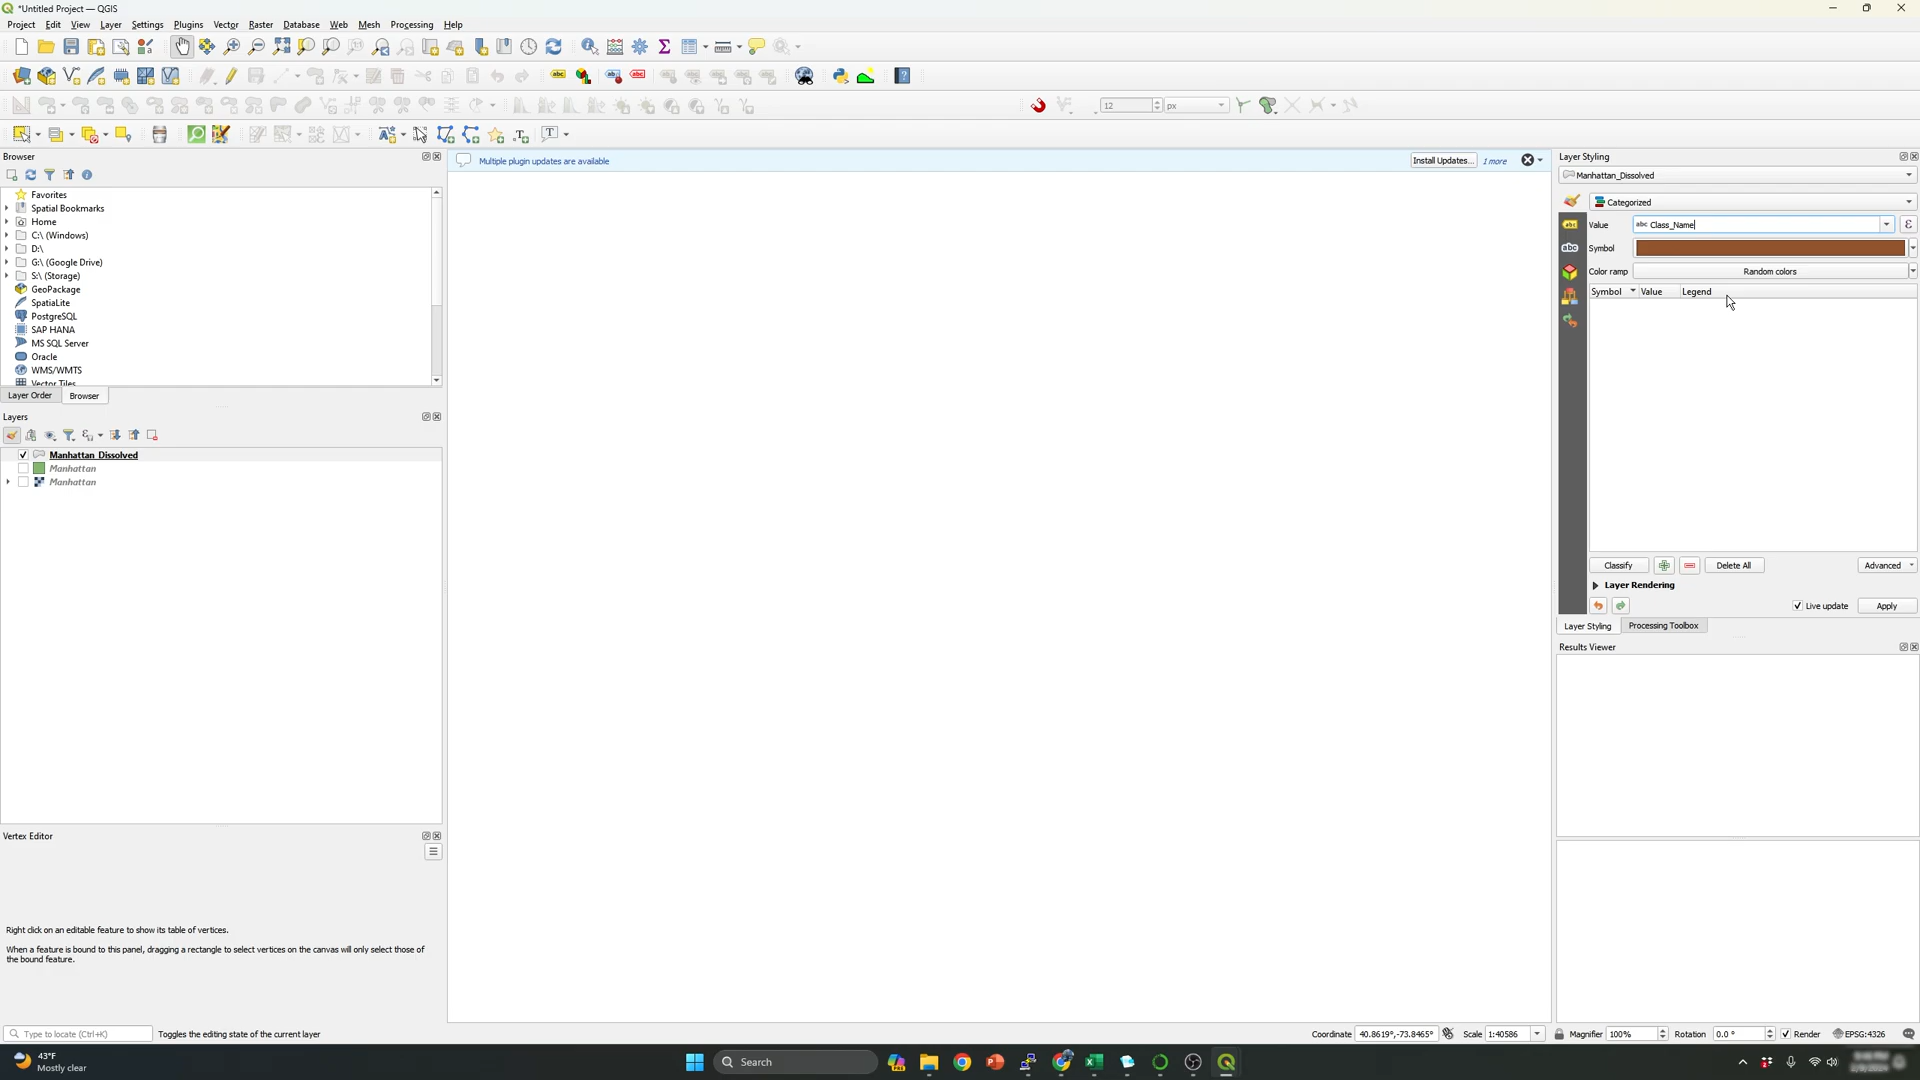 *Untitled Project — QGIS
Project Edit View Layer Settings Plugins Vector Raster Database Web Mesh Processing Help
12 px
Browser
Multiple plugin updates are available
Install Updates... 1 more
Layer Styling
Manhattan_Dissolved
Favorites
Spatial Bookmarks
Home
C:\ (Windows)
D:\
G:\ (Google Drive)
S:\ (Storage)
GeoPackage
SpatiaLite
PostgreSQL
SAP HANA
MS SQL Server
Oracle
WMS/WMTS
Vector Tiles
Categorized
Value abc Class_Name
Symbol
Color ramp Random colors
Symbol Value Legend
Layer Order Browser
Layers
Manhattan_Dissolved
Manhattan
Manhattan
Classify Delete All Advanced
Layer Rendering
Live update Apply
Layer Styling Processing Toolbox
Results Viewer
Vertex Editor
Right click on an editable feature to show its table of vertices.
When a feature is bound to this panel, dragging a rectangle to select vertices on the canvas will only select those of
the bound feature.
Type to locate (Ctrl+K) Toggles the editing state of the current layer
Coordinate 40.8619°,-73.8465° Scale 1:40586 Magnifier 100% Rotation 0.0 ° Render EPSG:4326
43°F
Mostly clear
Search